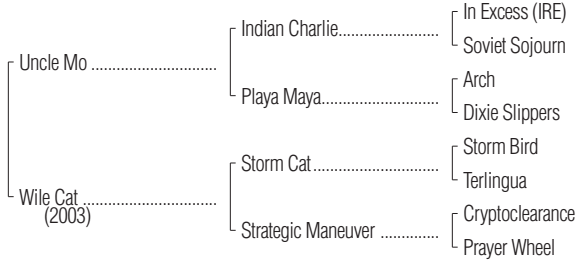 In Excess (IRE)
Indian Charlie..........................
Soviet Sojourn
Uncle Mo ................................
Arch
Playa Maya..............................
Dixie Slippers
Storm Bird
Storm Cat................................
Terlingua
Wile Cat ..................................
(2003)
Cryptoclearance
Strategic Maneuver ...............
Prayer Wheel